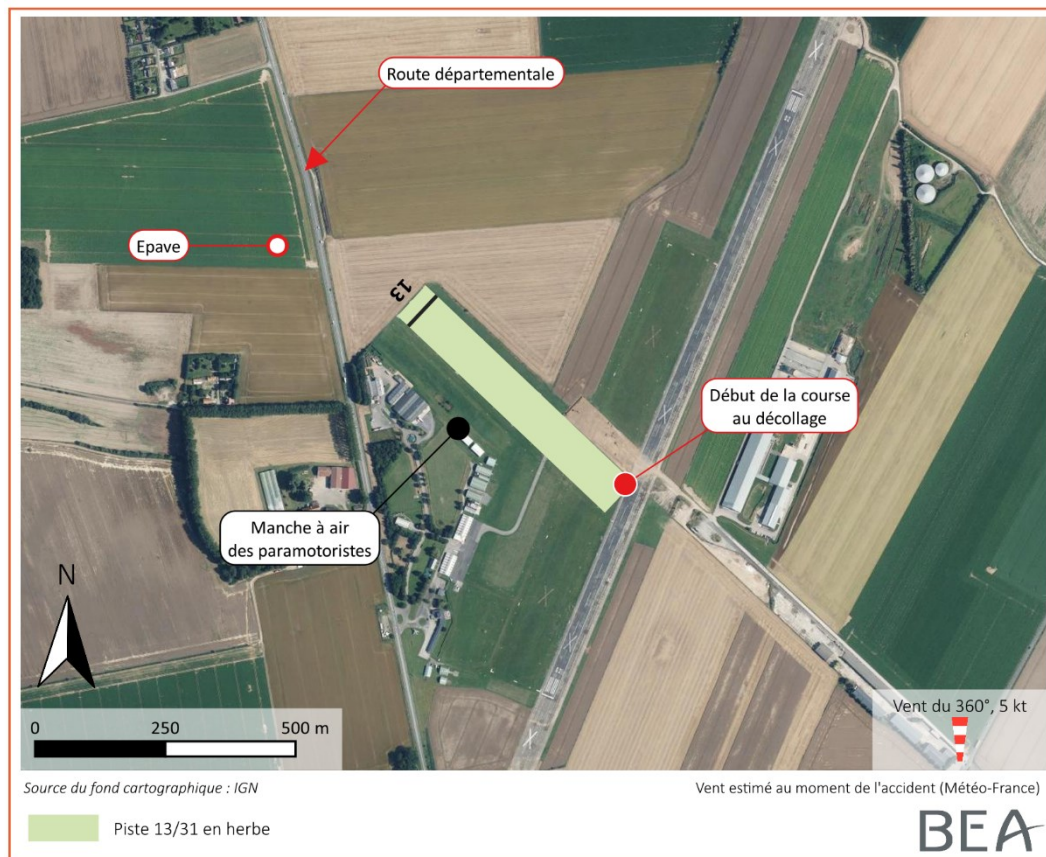 Route départementale
Epave
13
Début de la course
au décollage
Manche à air
des paramotoristes
N
0 250 500 m
Vent du 360°, 5 kt
Source du fond cartographique : IGN
Vent estimé au moment de l'accident (Météo-France)
Piste 13/31 en herbe
BEA